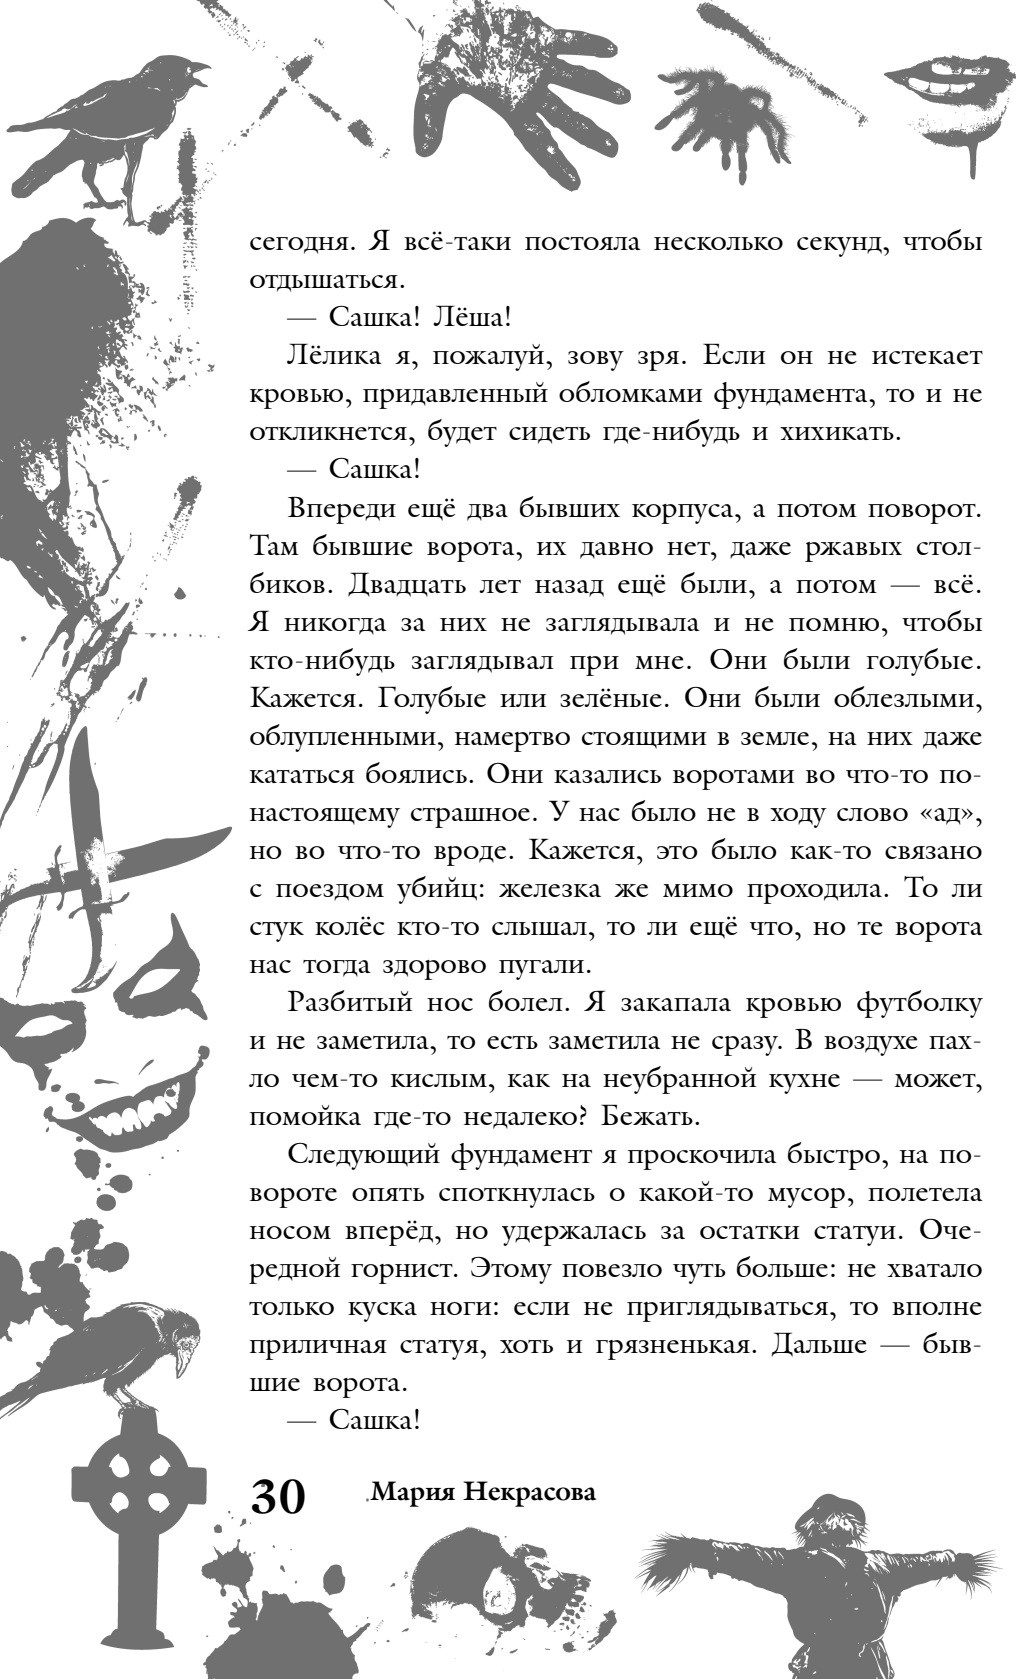 сегодня. Я всё-таки постояла несколько секунд, чтобы
отдышаться.
— Сашка! Лёша!
Лёлика я, пожалуй, зову зря. Если он не истекает
кровью, придавленный обломками фундамента, то и не
откликнется, будет сидеть где-нибудь и хихикать.
— Сашка!
Впереди ещё два бывших корпуса, а потом поворот.
Там бывшие ворота, их давно нет, даже ржавых стол-
биков. Двадцать лет назад ещё были, а потом — всё.
Я никогда за них не заглядывала и не помню, чтобы
кто-нибудь заглядывал при мне. Они были голубые.
Кажется. Голубые или зелёные. Они были облезлыми,
облупленными, намертво стоящими в земле, на них даже
кататься боялись. Они казались воротами во что-то по-
настоящему страшное. У нас было не в ходу слово «ад»,
но во что-то вроде. Кажется, это было как-то связано
с поездом убийц: железка же мимо проходила. То ли
стук колёс кто-то слышал, то ли ещё что, но те ворота
нас тогда здорово пугали.
Разбитый нос болел. Я закапала кровью футболку
и не заметила, то есть заметила не сразу. В воздухе пах-
ло чем-то кислым, как на неубранной кухне — может,
помойка где-то недалеко? Бежать.
Следующий фундамент я проскочила быстро, на по-
вороте опять споткнулась о какой-то мусор, полетела
носом вперёд, но удержалась за остатки статуи. Оче-
редной горнист. Этому повезло чуть больше: не хватало
только куска ноги: если не приглядываться, то вполне
приличная статуя, хоть и грязненькая. Дальше — быв-
шие ворота.
— Сашка!
30 Мария Некрасова